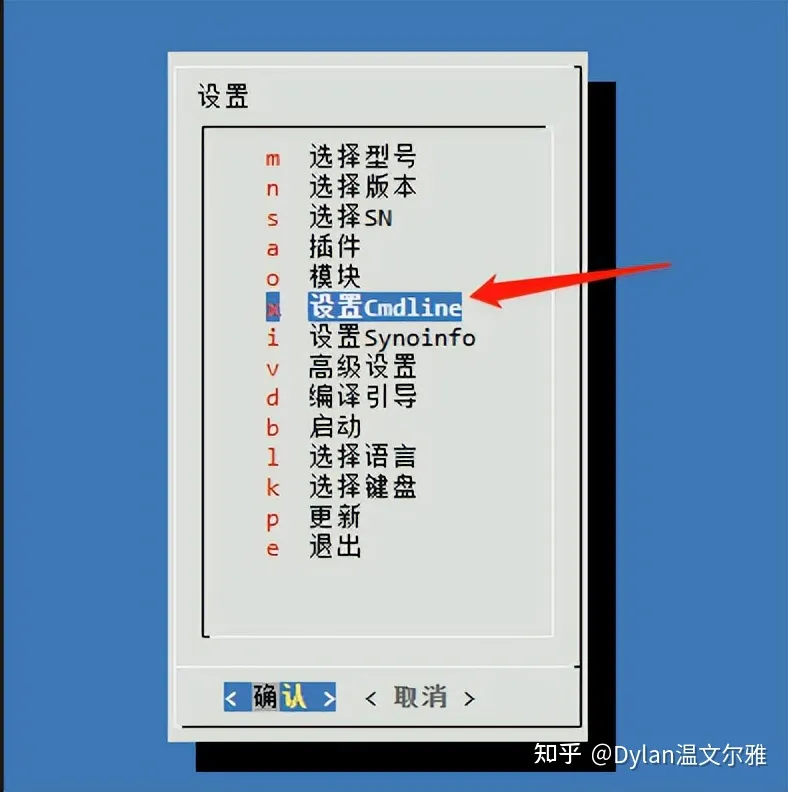 设置
m 选择型号
n 选择版本
s 选择SN
a 插件
o 模块
x 设置Cmdline
i 设置Synoinfo
v 高级设置
d 编译引导
b 启动
l 选择语言
k 选择键盘
p 更新
e 退出
< 确认 > < 取消 >
知乎 @Dylan温文尔雅